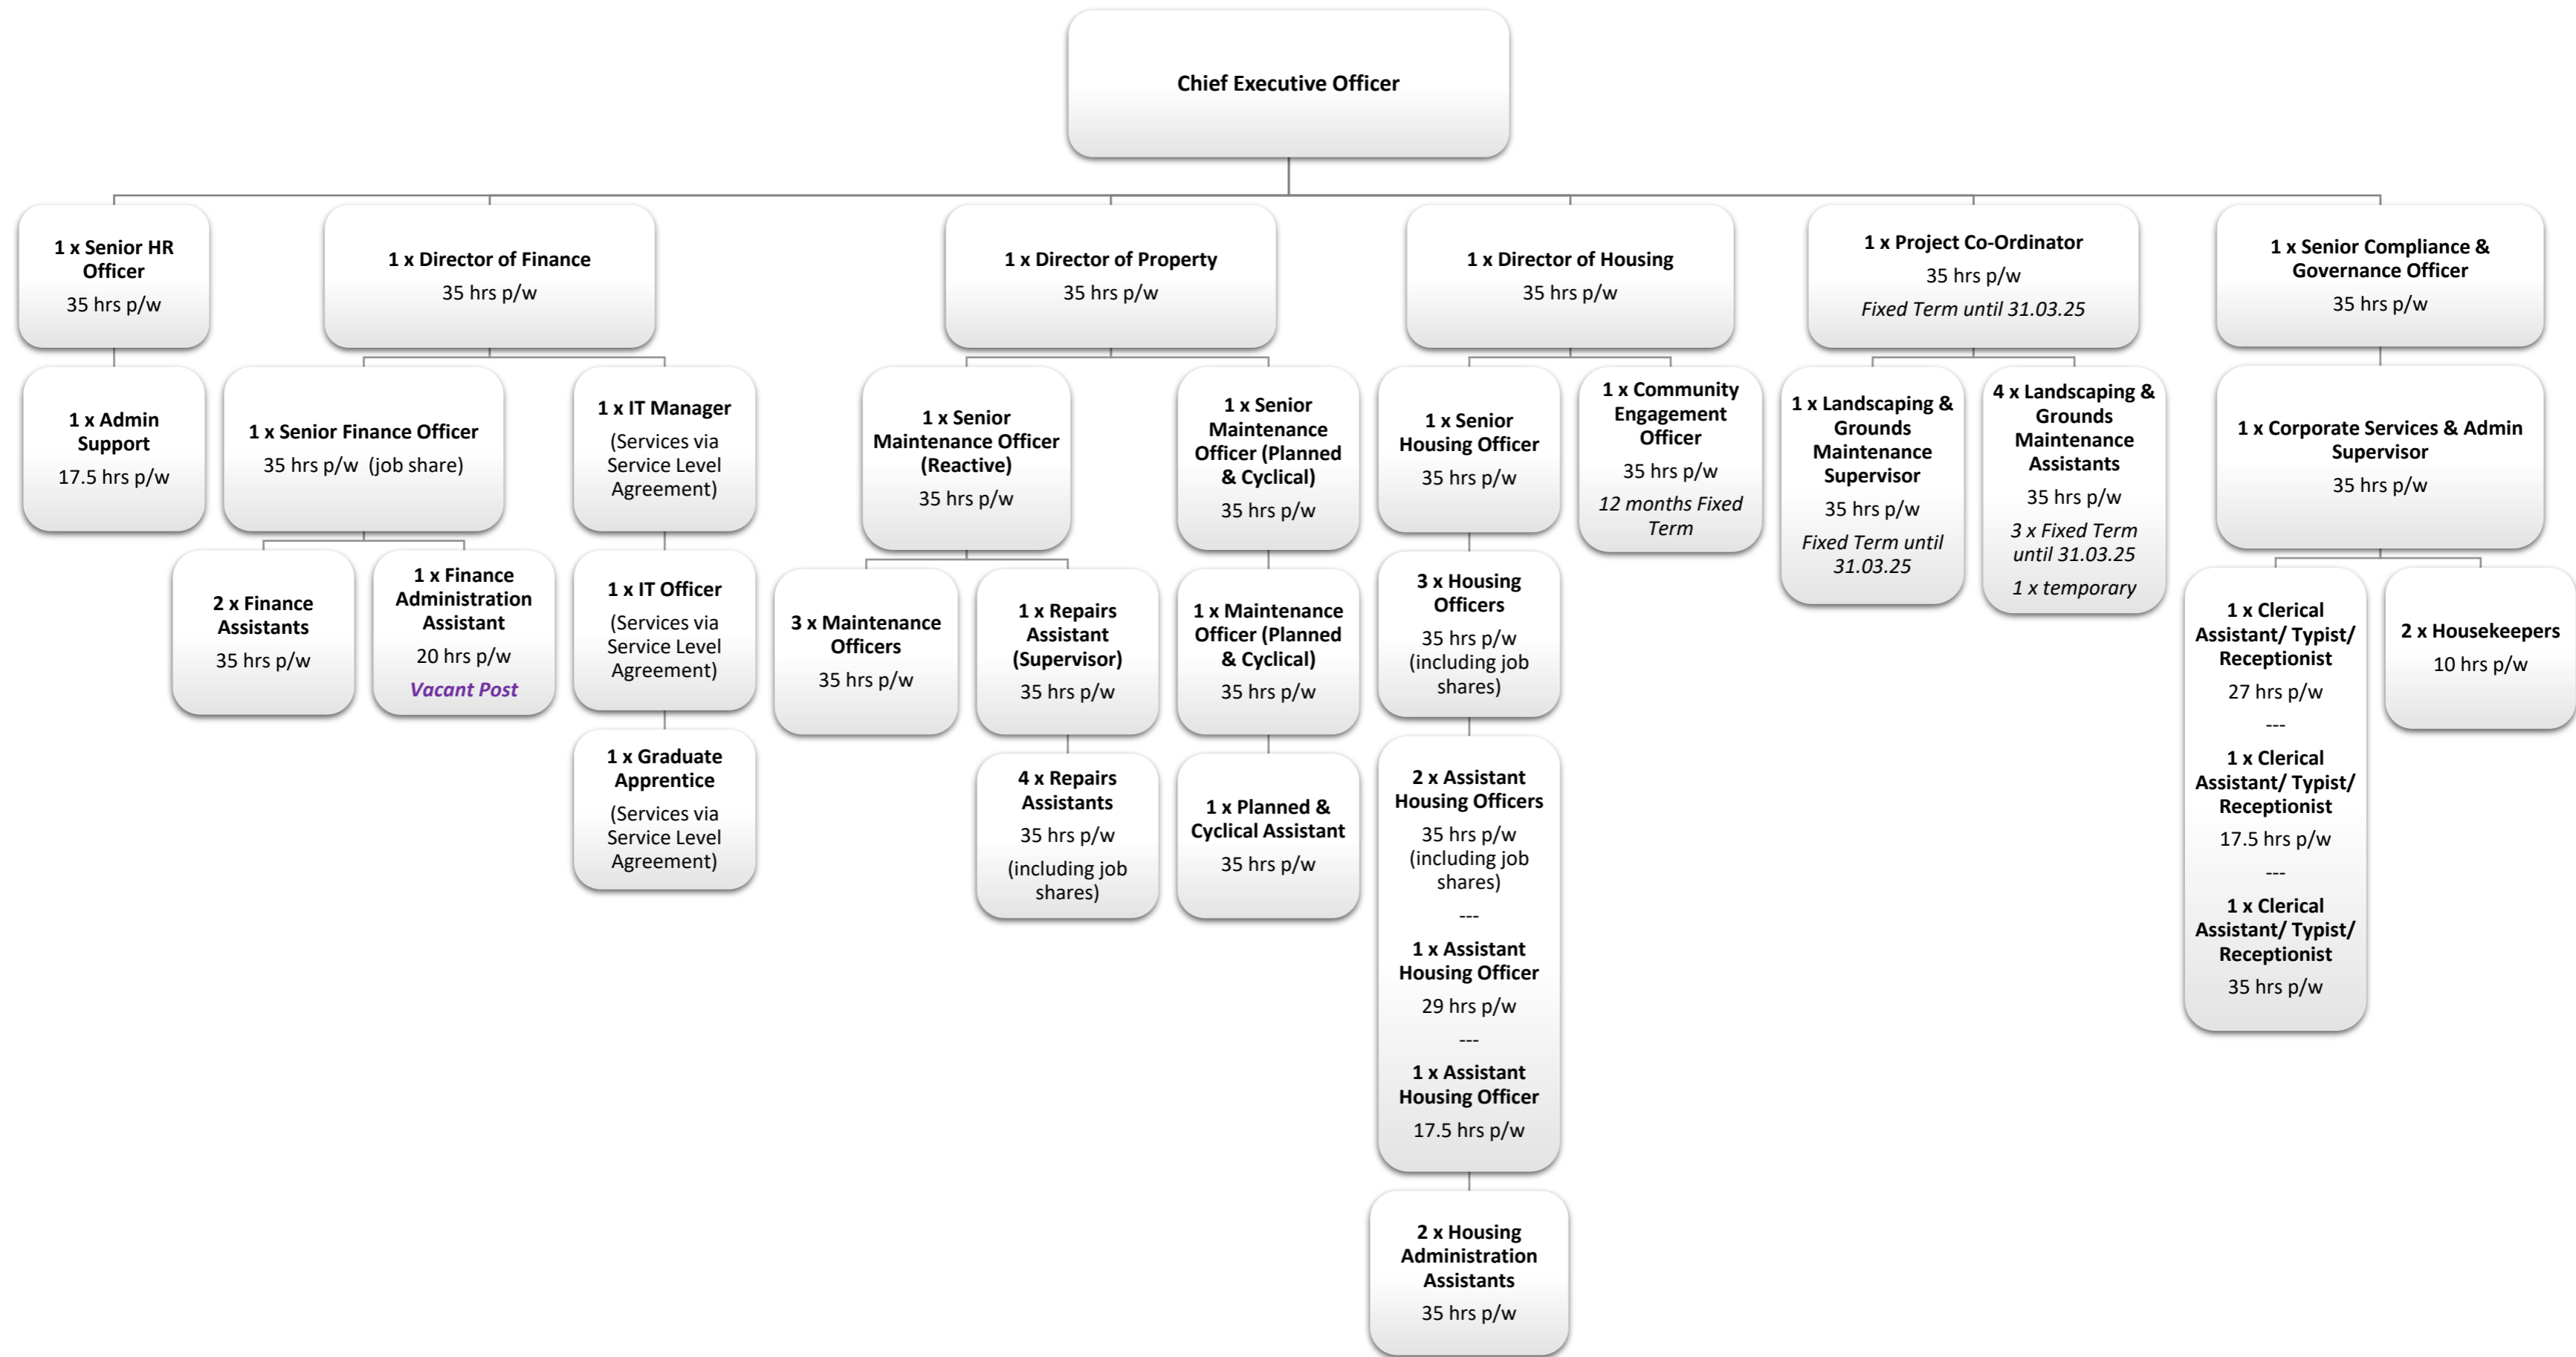 Chief Executive Officer
1 x Senior HR
Officer
35 hrs p/w
1 x Director of Finance
35 hrs p/w
1 x Director of Property
35 hrs p/w
1 x Director of Housing
35 hrs p/w
1 x Project Co-Ordinator
35 hrs p/w
Fixed Term until 31.03.25
1 x Senior Compliance &
Governance Officer
35 hrs p/w
1 x Admin
Support
17.5 hrs p/w
1 x Senior Finance Officer
35 hrs p/w (job share)
1 x IT Manager
(Services via
Service Level
Agreement)
1 x Senior
Maintenance Officer
(Reactive)
35 hrs p/w
1 x Senior
Maintenance
Officer (Planned
& Cyclical)
35 hrs p/w
1 x Senior
Housing Officer
35 hrs p/w
1 x Community
Engagement
Officer
35 hrs p/w
12 months Fixed
Term
1 x Landscaping &
Grounds
Maintenance
Supervisor
35 hrs p/w
Fixed Term until
31.03.25
4 x Landscaping &
Grounds
Maintenance
Assistants
35 hrs p/w
3 x Fixed Term
until 31.03.25
1 x temporary
1 x Corporate Services & Admin
Supervisor
35 hrs p/w
2 x Finance
Assistants
35 hrs p/w
1 x Finance
Administration
Assistant
20 hrs p/w
Vacant Post
1 x IT Officer
(Services via
Service Level
Agreement)
3 x Maintenance
Officers
35 hrs p/w
1 x Repairs
Assistant
(Supervisor)
35 hrs p/w
1 x Maintenance
Officer (Planned
& Cyclical)
35 hrs p/w
3 x Housing
Officers
35 hrs p/w
(including job
shares)
1 x Clerical
Assistant/ Typist/
Receptionist
27 hrs p/w
---
1 x Clerical
Assistant/ Typist/
Receptionist
17.5 hrs p/w
---
1 x Clerical
Assistant/ Typist/
Receptionist
35 hrs p/w
2 x Housekeepers
10 hrs p/w
1 x Graduate
Apprentice
(Services via
Service Level
Agreement)
4 x Repairs
Assistants
35 hrs p/w
(including job
shares)
1 x Planned &
Cyclical Assistant
35 hrs p/w
2 x Assistant
Housing Officers
35 hrs p/w
(including job
shares)
---
1 x Assistant
Housing Officer
29 hrs p/w
---
1 x Assistant
Housing Officer
17.5 hrs p/w
2 x Housing
Administration
Assistants
35 hrs p/w